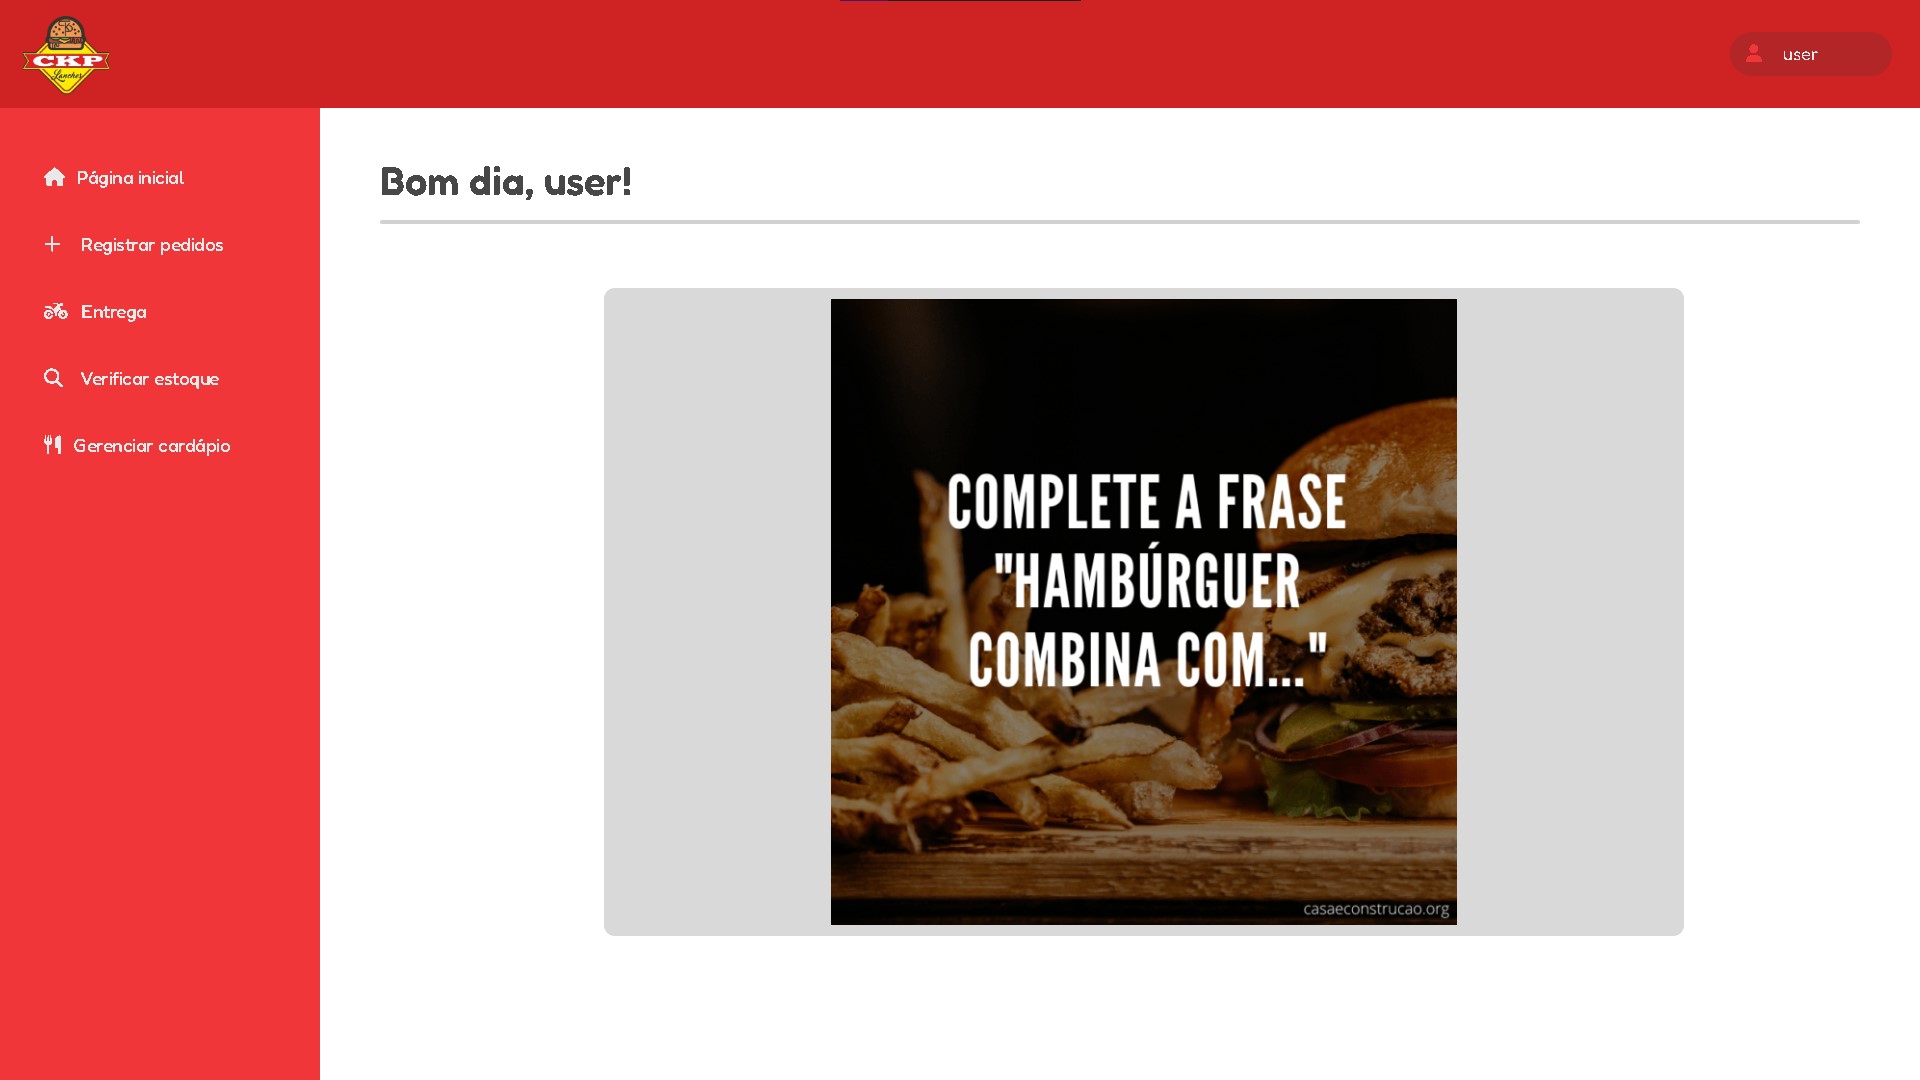 CKP
Lanches
user
Página inicial
Registrar pedidos
Entrega
Verificar estoque
Gerenciar cardápio
Bom dia, user!
COMPLETE A FRASE
"HAMBÚRGUER
COMBINA COM..."
casaeconstrucao.org